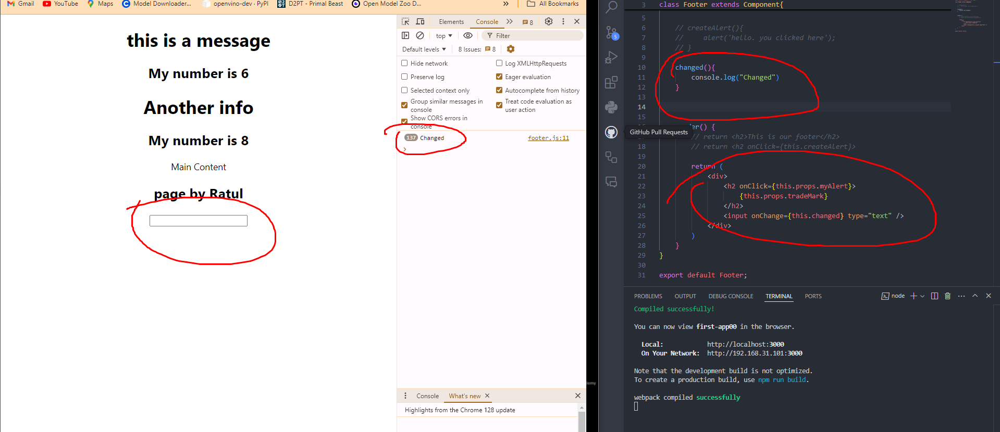 Gmail YouTube Maps Model Downloader... openvino-dev · PyPI D2PT - Primal Beast Open Model Zoo D... » All Bookmarks
this is a message
My number is 6
Another info
My number is 8
Main Content
page by Ratul
Elements Console 8
top Filter
Default levels 8 Issues: 8
Hide network Log XMLHttpRequests
Preserve log Eager evaluation
Selected context only Autocomplete from history
Group similar messages in console Treat code evaluation as user action
Show CORS errors in console
137 Changed footer.js:11
>
Console What's new
Highlights from the Chrome 128 update
5
GitHub Pull Requests
3 class Footer extends Component{
5
6 // createAlert(){
7 //     alert('hello. you clicked here');
8 // }
9
10 changed(){
11 console.log("Changed")
12 }
13
14
15
er() {
// return <h2>This is our footer</h2>
18 // return <h2 onClick={this.createAlert}>
19
20 return (
21 <div>
22 <h2 onClick={this.props.myAlert}>
23 {this.props.tradeMark}
24 </h2>
25 <input onChange={this.changed} type="text" />
26 </div>
27 )
28 }
29 }
30
31 export default Footer;
PROBLEMS OUTPUT DEBUG CONSOLE TERMINAL PORTS node
Compiled successfully!
You can now view first-app00 in the browser.
Local: http://localhost:3000
On Your Network: http://192.168.31.101:3000
Note that the development build is not optimized.
To create a production build, use npm run build.
webpack compiled successfully